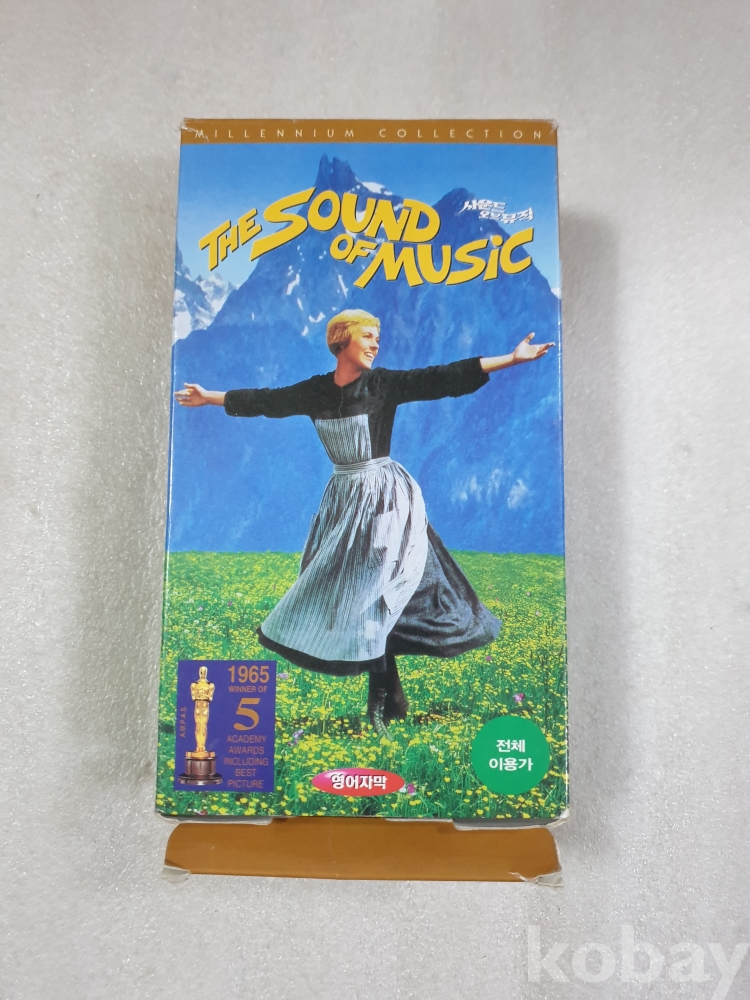 MILLENNIUM COLLECTION
THE SOUND
OF MUSIC
사운드
오브뮤직
1965
WINNER OF
5
ACADEMY
AWARDS
INCLUDING
BEST
PICTURE
A.M.P.A.S.
영어자막
전체
이용가
kobay